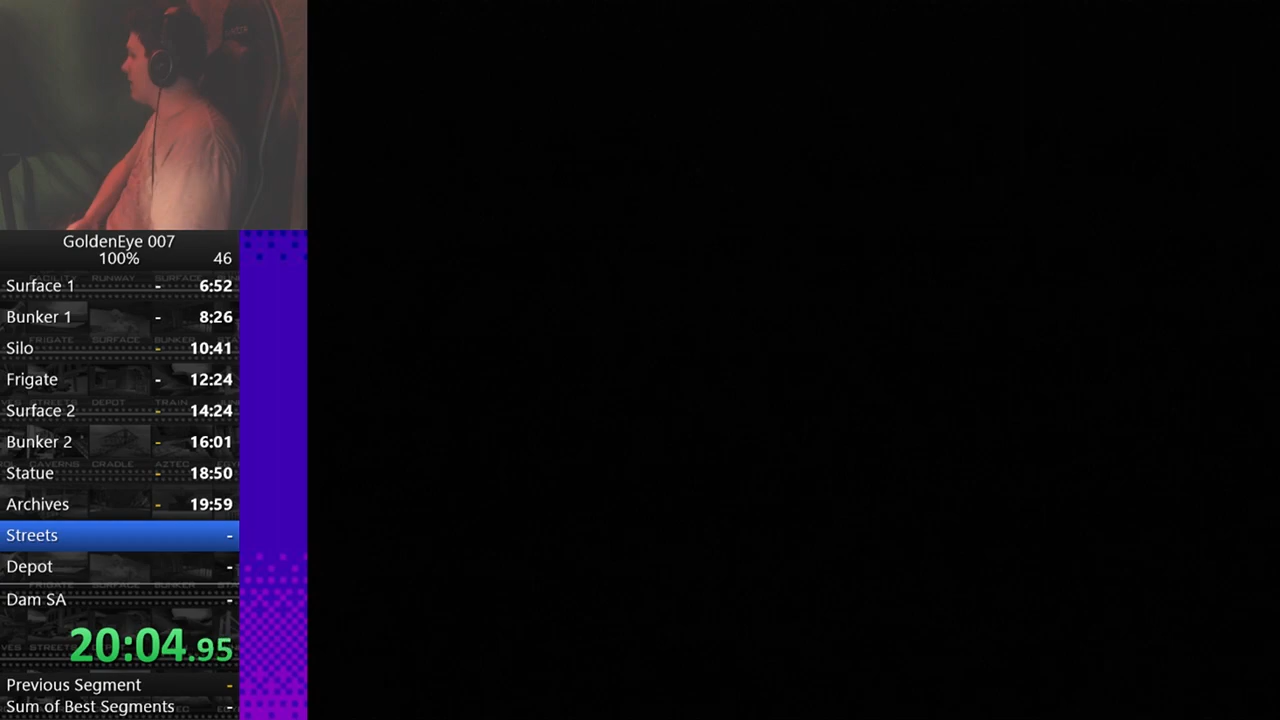 GoldenEye 007
100% 46
Surface 1 - 6:52
Bunker 1 - 8:26
Silo - 10:41
Frigate - 12:24
Surface 2 - 14:24
Bunker 2 - 16:01
Statue - 18:50
Archives - 19:59
Streets -
Depot -
Dam SA -
20:04.95
Previous Segment -
Sum of Best Segments -